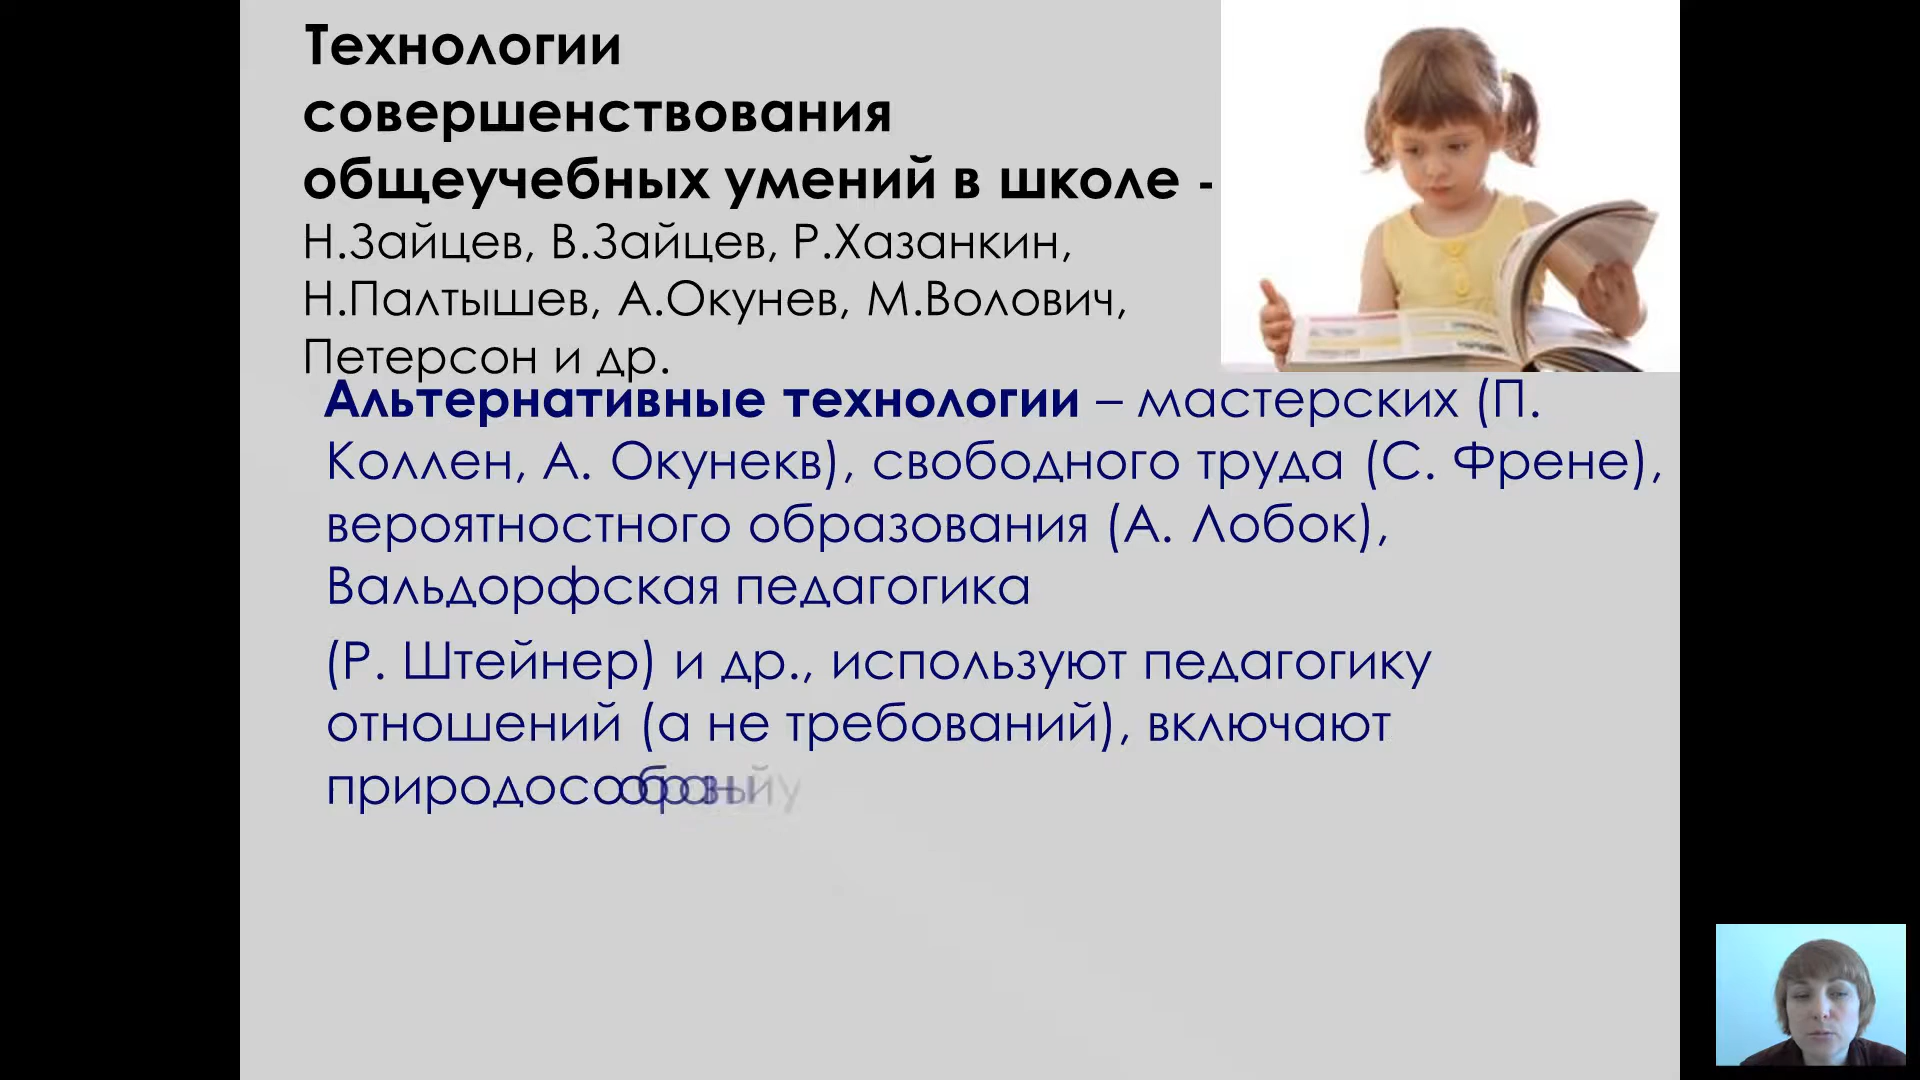 Технологии
совершенствования
общеучебных умений в школе -
Н.Зайцев, В.Зайцев, Р.Хазанкин,
Н.Палтышев, А.Окунев, М.Волович,
Петерсон и др.
Альтернативные технологии – мастерских (П.
Коллен, А. Окунекв), свободного труда (С. Френе),
вероятностного образования (А. Лобок),
Вальдорфская педагогика
(Р. Штейнер) и др., используют педагогику
отношений (а не требований), включают